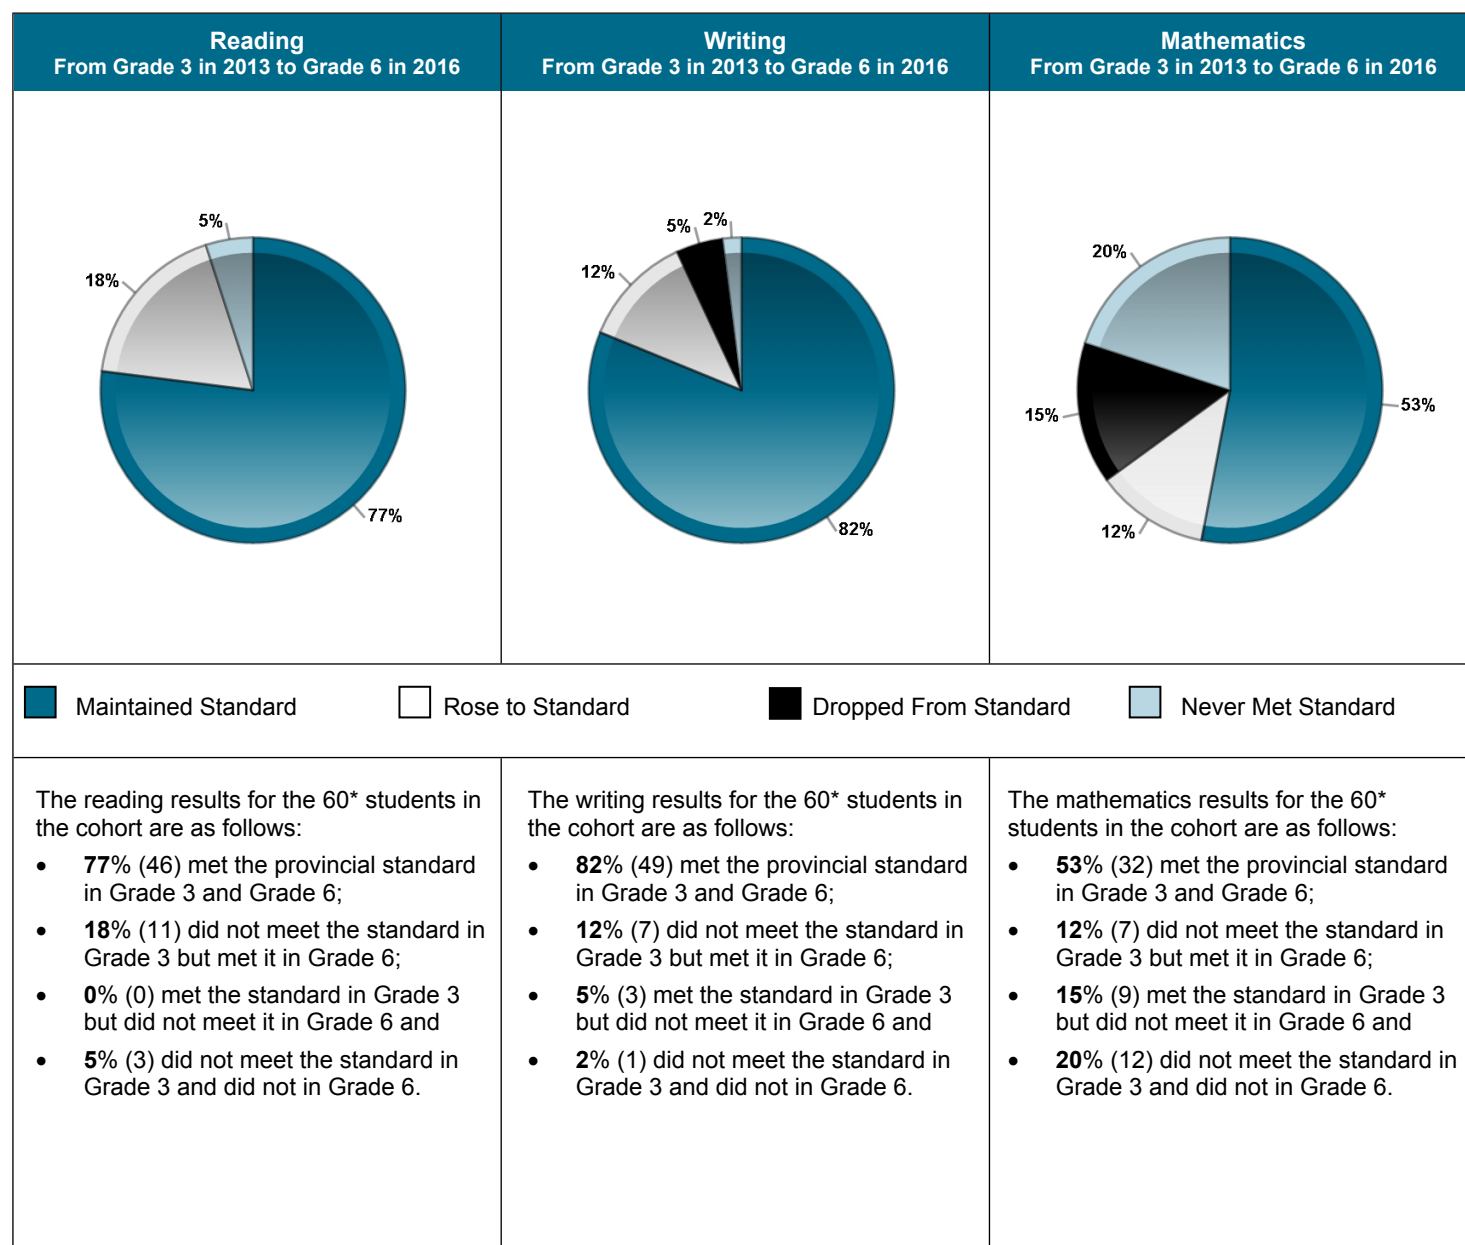 Reading
From Grade 3 in 2013 to Grade 6 in 2016
Writing
From Grade 3 in 2013 to Grade 6 in 2016
Mathematics
From Grade 3 in 2013 to Grade 6 in 2016
5%
18%
77%
5%
2%
12%
82%
20%
15%
12%
53%
Maintained Standard
Rose to Standard
Dropped From Standard
Never Met Standard
The reading results for the 60* students in
the cohort are as follows:
• 77% (46) met the provincial standard
in Grade 3 and Grade 6;
• 18% (11) did not meet the standard in
Grade 3 but met it in Grade 6;
• 0% (0) met the standard in Grade 3
but did not meet it in Grade 6 and
• 5% (3) did not meet the standard in
Grade 3 and did not in Grade 6.
The writing results for the 60* students in
the cohort are as follows:
• 82% (49) met the provincial standard
in Grade 3 and Grade 6;
• 12% (7) did not meet the standard in
Grade 3 but met it in Grade 6;
• 5% (3) met the standard in Grade 3
but did not meet it in Grade 6 and
• 2% (1) did not meet the standard in
Grade 3 and did not in Grade 6.
The mathematics results for the 60*
students in the cohort are as follows:
• 53% (32) met the provincial standard
in Grade 3 and Grade 6;
• 12% (7) did not meet the standard in
Grade 3 but met it in Grade 6;
• 15% (9) met the standard in Grade 3
but did not meet it in Grade 6 and
• 20% (12) did not meet the standard in
Grade 3 and did not in Grade 6.